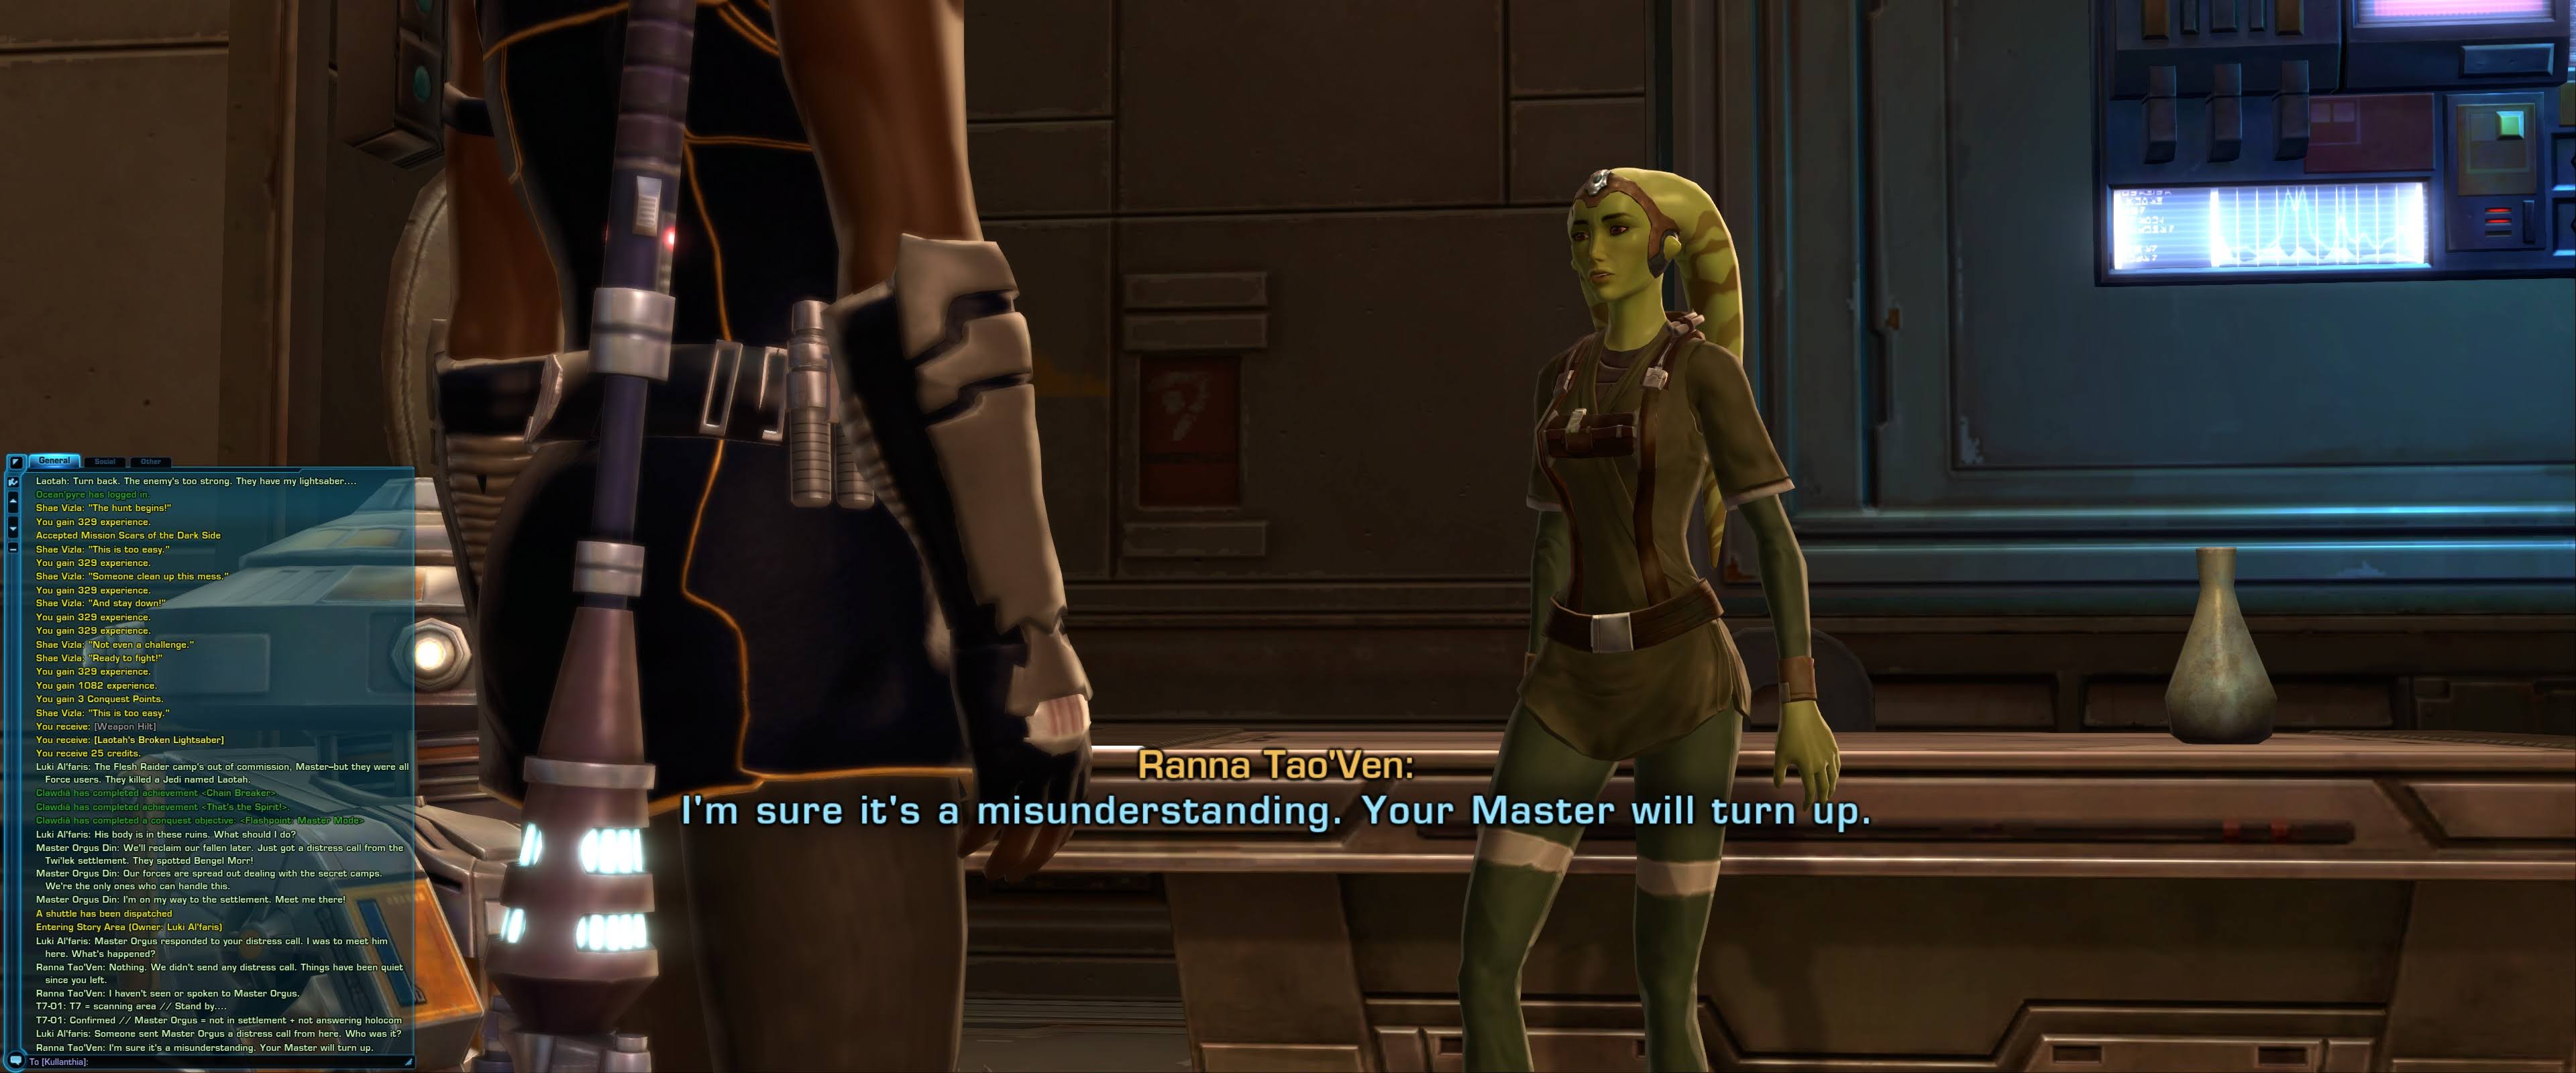 General
Social
Other
Laotah: Turn back. The enemy's too strong. They have my lightsaber....
Ocean'pyre has logged in.
Shae Vizla: "The hunt begins!"
You gain 329 experience.
Accepted Mission Scars of the Dark Side
Shae Vizla: "This is too easy."
You gain 329 experience.
Shae Vizla: "Someone clean up this mess."
You gain 329 experience.
Shae Vizla: "And stay down!"
You gain 329 experience.
You gain 329 experience.
Shae Vizla: "Not even a challenge."
Shae Vizla: "Ready to fight!"
You gain 329 experience.
You gain 1082 experience.
You gain 3 Conquest Points.
Shae Vizla: "This is too easy."
You receive: [Weapon Hilt]
You receive: [Laotah's Broken Lightsaber]
You receive 25 credits.
Luki Al'faris: The Flesh Raider camp's out of commission, Master–but they were all
Force users. They killed a Jedi named Laotah.
Clawdiá has completed achievement <Chain Breaker>.
Clawdiá has completed achievement <That's the Spirit!>.
Clawdiá has completed a conquest objective: <Flashpoint: Master Mode>
Luki Al'faris: His body is in these ruins. What should I do?
Master Orgus Din: We'll reclaim our fallen later. Just got a distress call from the
Twi'lek settlement. They spotted Bengel Morr!
Master Orgus Din: Our forces are spread out dealing with the secret camps.
We're the only ones who can handle this.
Master Orgus Din: I'm on my way to the settlement. Meet me there!
A shuttle has been dispatched
Entering Story Area (Owner: Luki Al'faris)
Luki Al'faris: Master Orgus responded to your distress call. I was to meet him
here. What's happened?
Ranna Tao'Ven: Nothing. We didn't send any distress call. Things have been quiet
since you left.
Ranna Tao'Ven: I haven't seen or spoken to Master Orgus.
T7-01: T7 = scanning area // Stand by....
T7-01: Confirmed // Master Orgus = not in settlement + not answering holocom
Luki Al'faris: Someone sent Master Orgus a distress call from here. Who was it?
Ranna Tao'Ven: I'm sure it's a misunderstanding. Your Master will turn up.
To [Kullanthia]:
Ranna Tao'Ven:
I'm sure it's a misunderstanding. Your Master will turn up.